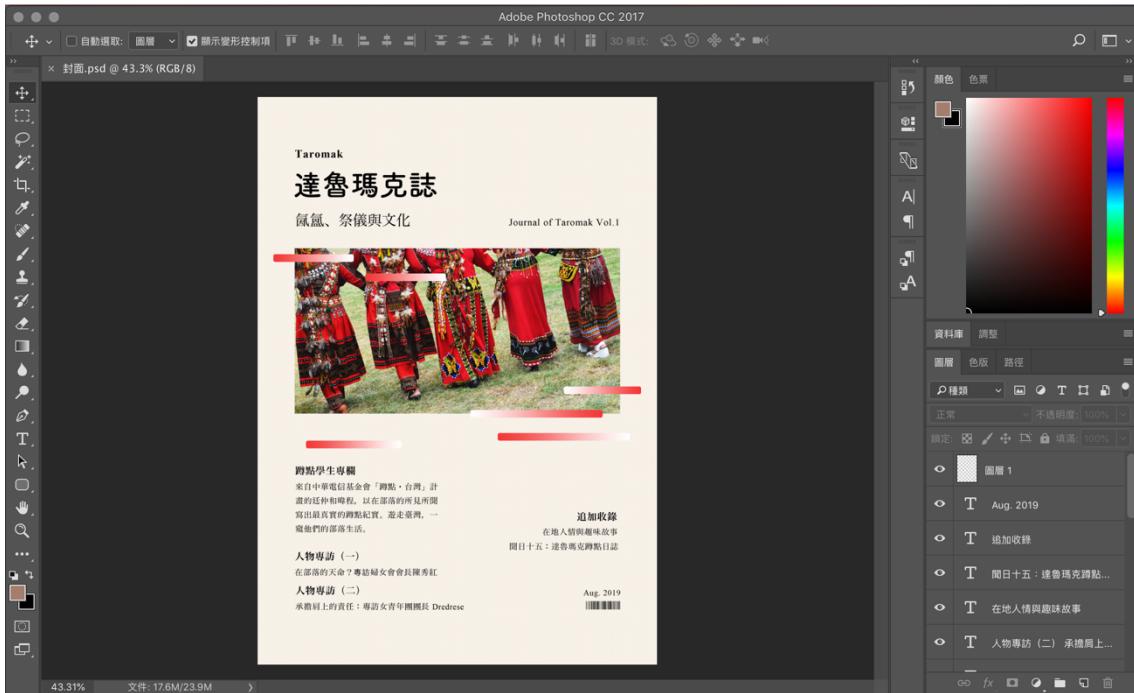 Adobe Photoshop CC 2017
自動選取: 圖層 顯示變形控制項 3D 模式:
× 封面.psd @ 43.3% (RGB/8)
Taromak
達魯瑪克誌
氤氳、祭儀與文化
Journal of Taromak Vol.1
蹲點學生專欄
來自中華電信基金會「蹲點・台灣」計
畫的廷仲和暐程，以在部落的所見所聞
寫出最真實的蹲點紀實。遊走臺灣，一
窺他們的部落生活。
人物專訪（一）
在部落的天命？專訪婦女會會長陳秀紅
人物專訪（二）
承擔肩上的責任：專訪女青年團團長 Dredrese
追加收錄
在地人情與趣味故事
閒日十五：達魯瑪克蹲點日誌
Aug. 2019
43.31% 文件: 17.6M/23.9M
顏色 色票
資料庫 調整
圖層 色版 路徑
種類
正常 不透明度: 100%
鎖定: 填滿: 100%
圖層 1
Aug. 2019
追加收錄
閒日十五：達魯瑪克蹲點...
在地人情與趣味故事
人物專訪（二） 承擔肩上...
fx